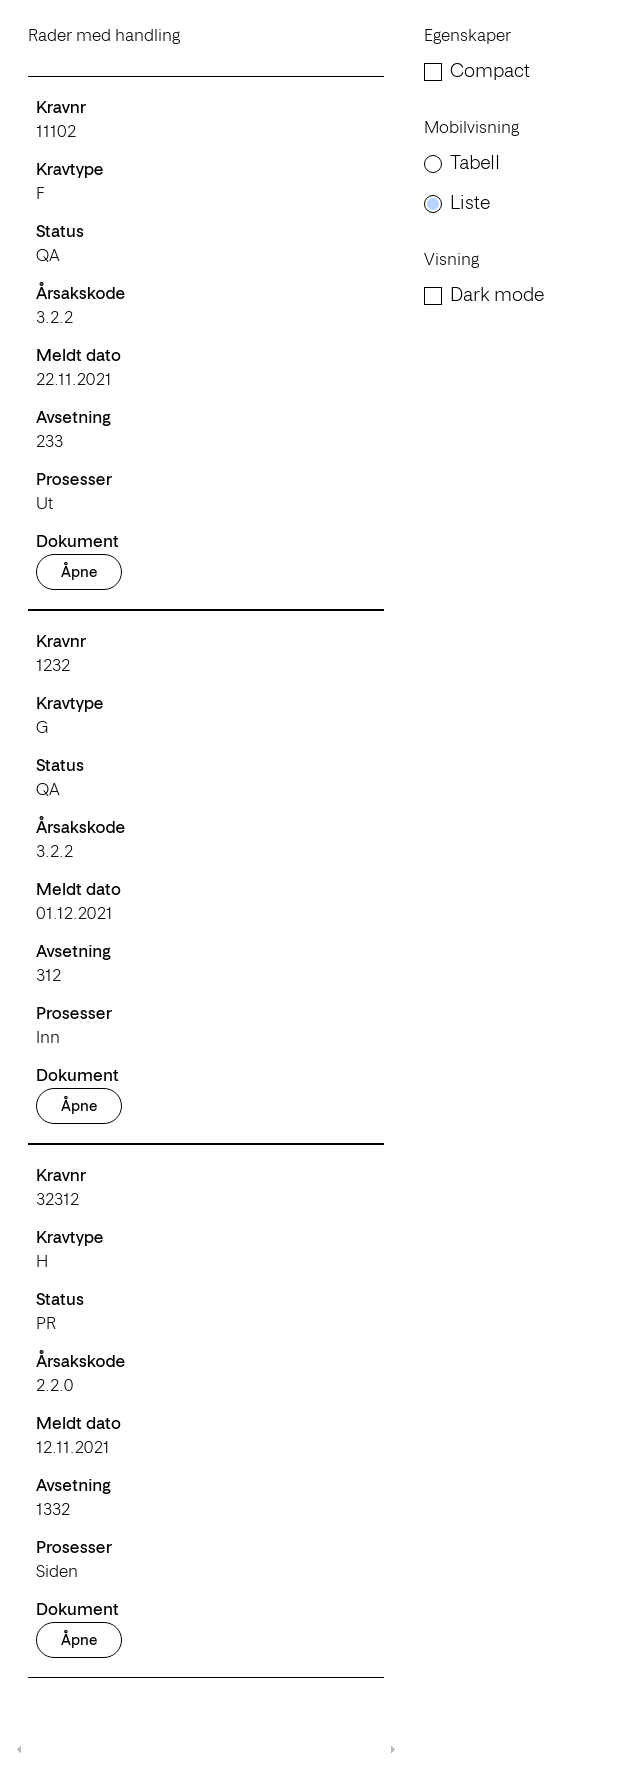 Rader med handling
Kravnr
11102
Kravtype
F
Status
QA
Årsakskode
3.2.2
Meldt dato
22.11.2021
Avsetning
233
Prosesser
Ut
Dokument
Åpne
Kravnr
1232
Kravtype
G
Status
QA
Årsakskode
3.2.2
Meldt dato
01.12.2021
Avsetning
312
Prosesser
Inn
Dokument
Åpne
Kravnr
32312
Kravtype
H
Status
PR
Årsakskode
2.2.0
Meldt dato
12.11.2021
Avsetning
1332
Prosesser
Siden
Dokument
Åpne
Egenskaper
Compact
Mobilvisning
Tabell
Liste
Visning
Dark mode